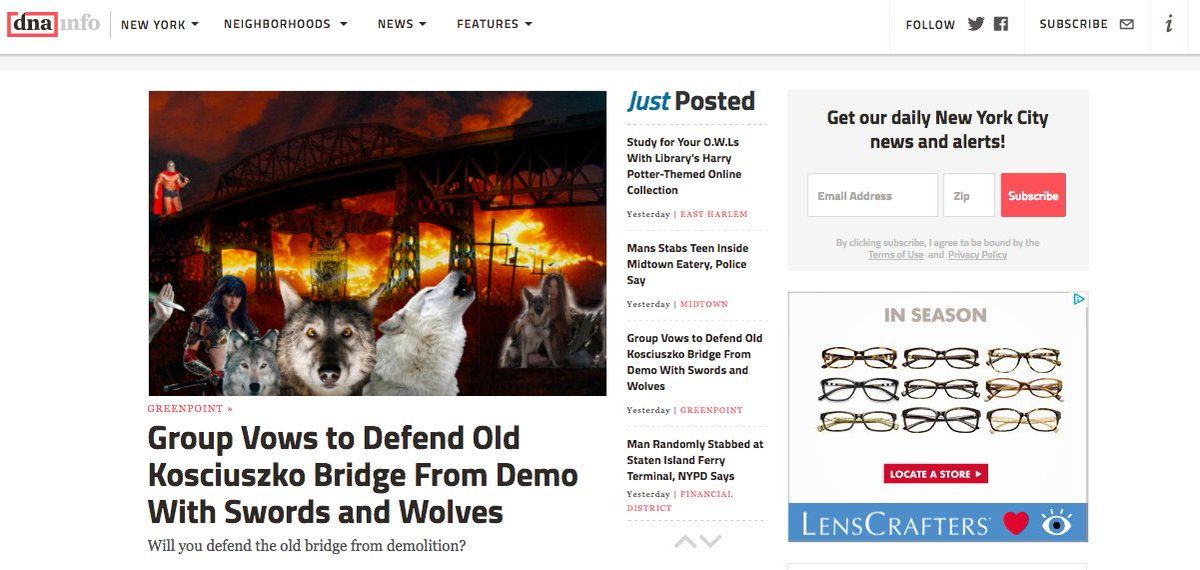 dna info
NEW YORK
NEIGHBORHOODS
NEWS
FEATURES
FOLLOW
SUBSCRIBE
i
GREENPOINT »
Group Vows to Defend Old
Kosciuszko Bridge From Demo
With Swords and Wolves
Will you defend the old bridge from demolition?
Just Posted
Study for Your O.W.Ls
With Library's Harry
Potter-Themed Online
Collection
Yesterday | EAST HARLEM
Mans Stabs Teen Inside
Midtown Eatery, Police
Say
Yesterday | MIDTOWN
Group Vows to Defend Old
Kosciuszko Bridge From
Demo With Swords and
Wolves
Yesterday | GREENPOINT
Man Randomly Stabbed at
Staten Island Ferry
Terminal, NYPD Says
Yesterday | FINANCIAL
DISTRICT
Get our daily New York City
news and alerts!
Email Address
Zip
Subscribe
By clicking subscribe, I agree to be bound by the
Terms of Use and Privacy Policy
IN SEASON
LOCATE A STORE
LENSCRAFTERS